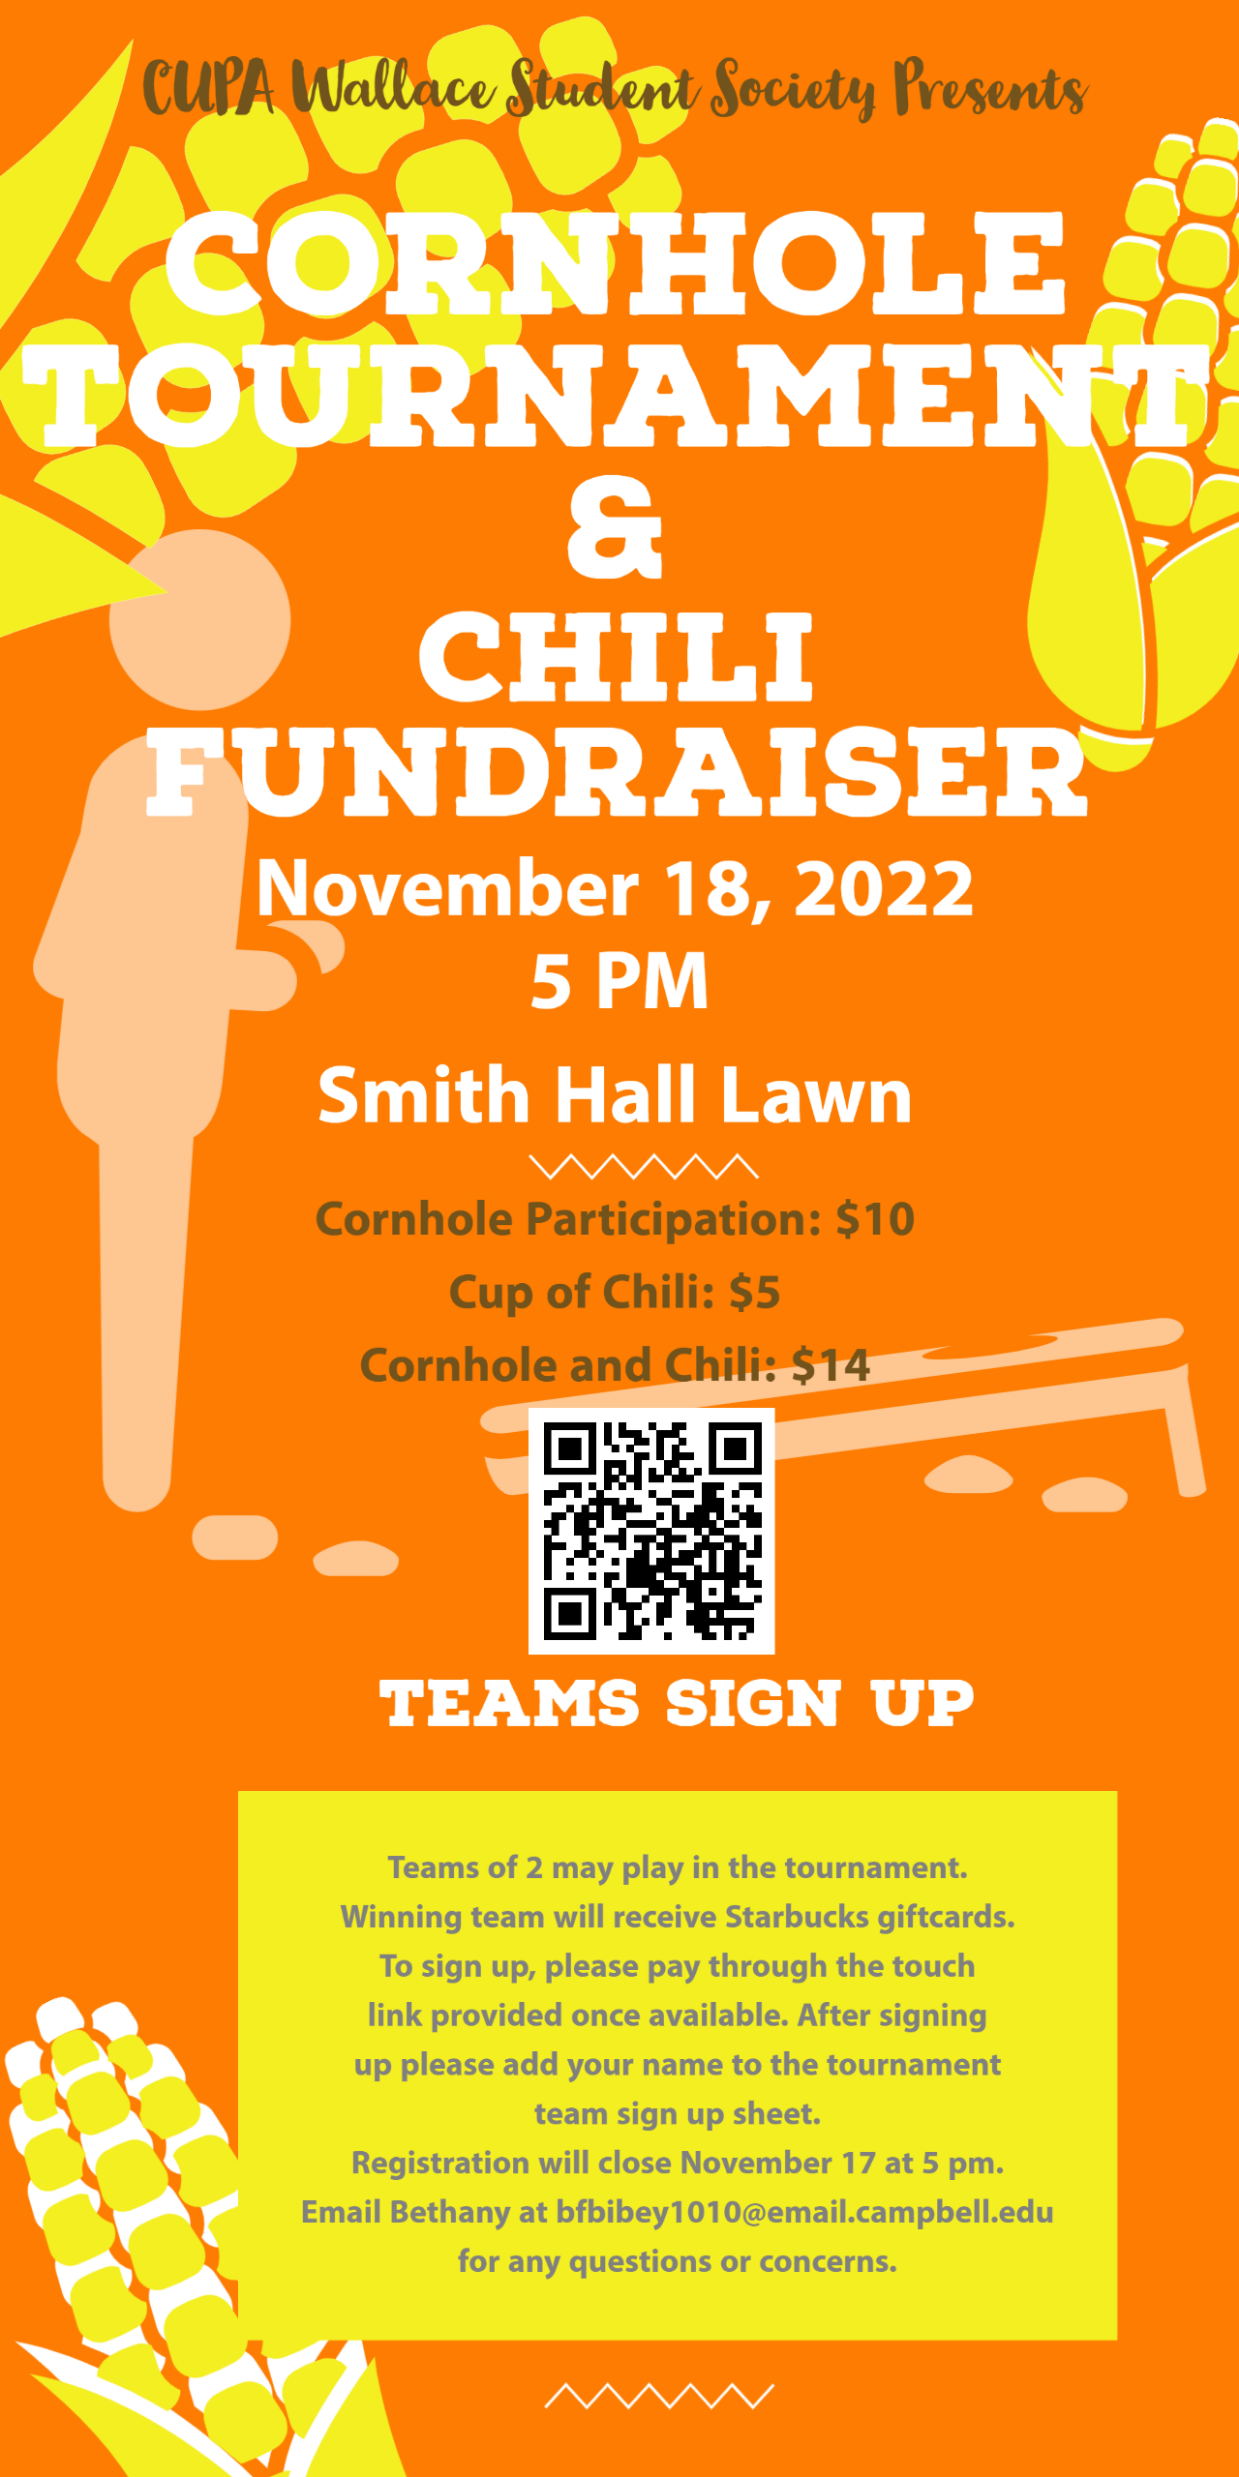 CUPA Wallace Student Society Presents
CORNHOLE
TOURNAMENT
&
CHILI
FUNDRAISER
November 18, 2022
5 PM
Smith Hall Lawn
Cornhole Participation: $10
Cup of Chili: $5
Cornhole and Chili: $14
TEAMS SIGN UP
Teams of 2 may play in the tournament.
Winning team will receive Starbucks giftcards.
To sign up, please pay through the touch
link provided once available. After signing
up please add your name to the tournament
team sign up sheet.
Registration will close November 17 at 5 pm.
Email Bethany at bfbibey1010@email.campbell.edu
for any questions or concerns.